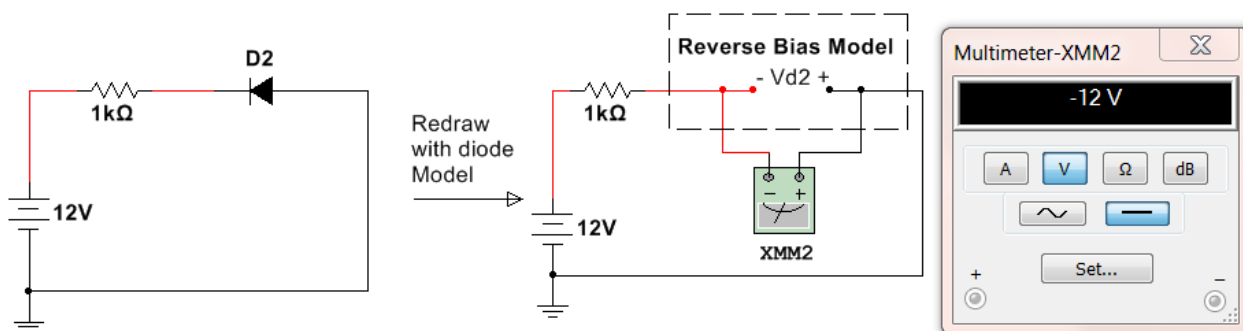 D2
1kΩ
12V
Redraw
with diode
Model
Reverse Bias Model
- Vd2 +
1kΩ
12V
− +
XMM2
Multimeter-XMM2
-12 V
A V Ω dB
Set...
+ −